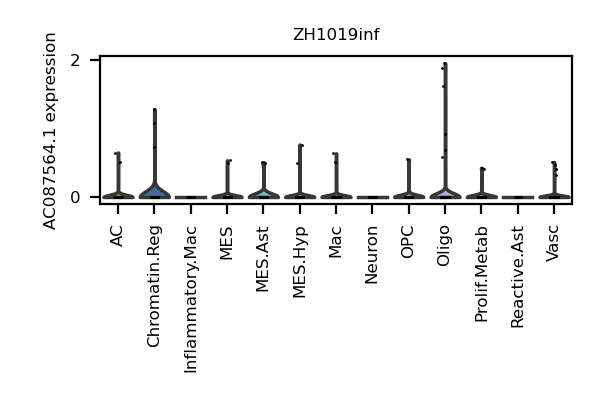 ZH1019inf
AC087564.1 expression
2
0
AC
Chromatin.Reg
Inflammatory.Mac
MES
MES.Ast
MES.Hyp
Mac
Neuron
OPC
Oligo
Prolif.Metab
Reactive.Ast
Vasc